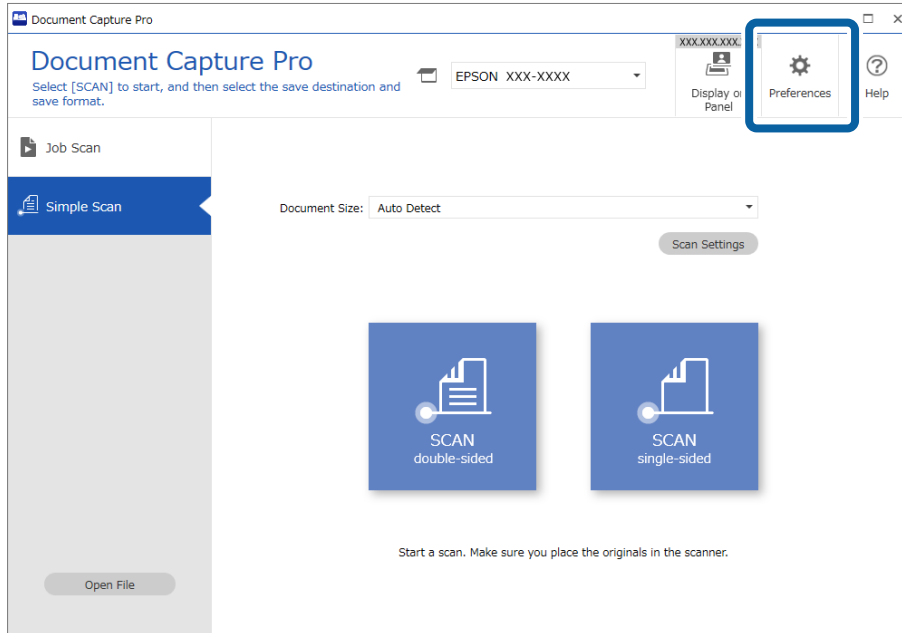 Document Capture Pro
Document Capture Pro
Select [SCAN] to start, and then select the save destination and
save format.
EPSON XXX-XXXX
XXX.XXX.XXX.
Display o
Panel
Preferences
Help
Job Scan
Simple Scan
Document Size:
Auto Detect
Scan Settings
SCAN
double-sided
SCAN
single-sided
Start a scan. Make sure you place the originals in the scanner.
Open File